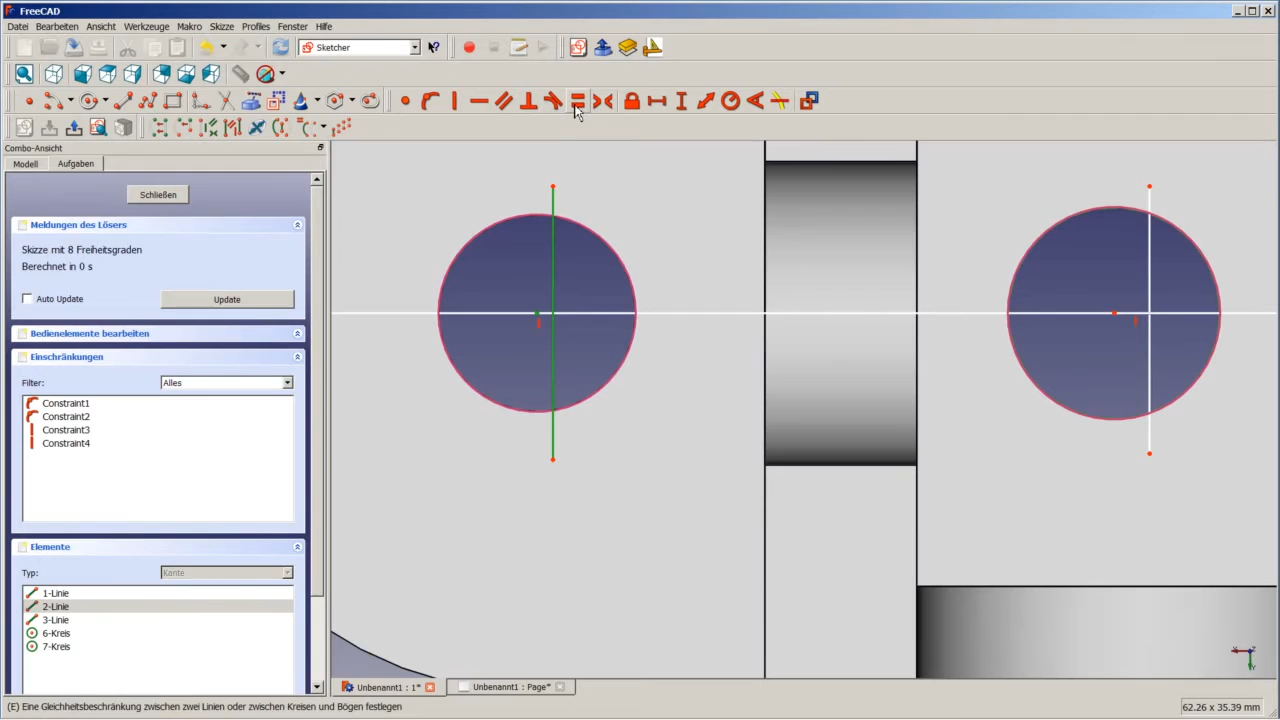 FreeCAD
Datei Bearbeiten Ansicht Werkzeuge Makro Skizze Profiles Fenster Hilfe
Sketcher
Combo-Ansicht
Modell Aufgaben
Schließen
Meldungen des Lösers
Skizze mit 8 Freiheitsgraden
Berechnet in 0 s
Auto Update Update
Bedienelemente bearbeiten
Einschränkungen
Filter: Alles
Constraint1
Constraint2
Constraint3
Constraint4
Elemente
Typ: Kante
1-Linie
2-Linie
3-Linie
6-Kreis
7-Kreis
Unbenannt1 : 1* Unbenannt1 : Page*
(E) Eine Gleichheitsbeschränkung zwischen zwei Linien oder zwischen Kreisen und Bögen festlegen 62.26 x 35.39 mm